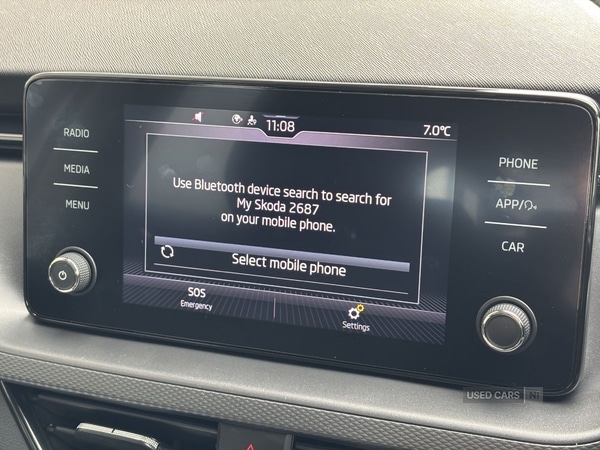 RADIO
MEDIA
MENU
11:08
7.0°C
Use Bluetooth device search to search for
My Skoda 2687
on your mobile phone.
Select mobile phone
SOS
Emergency
Settings
PHONE
APP/
CAR
USED CARS NI